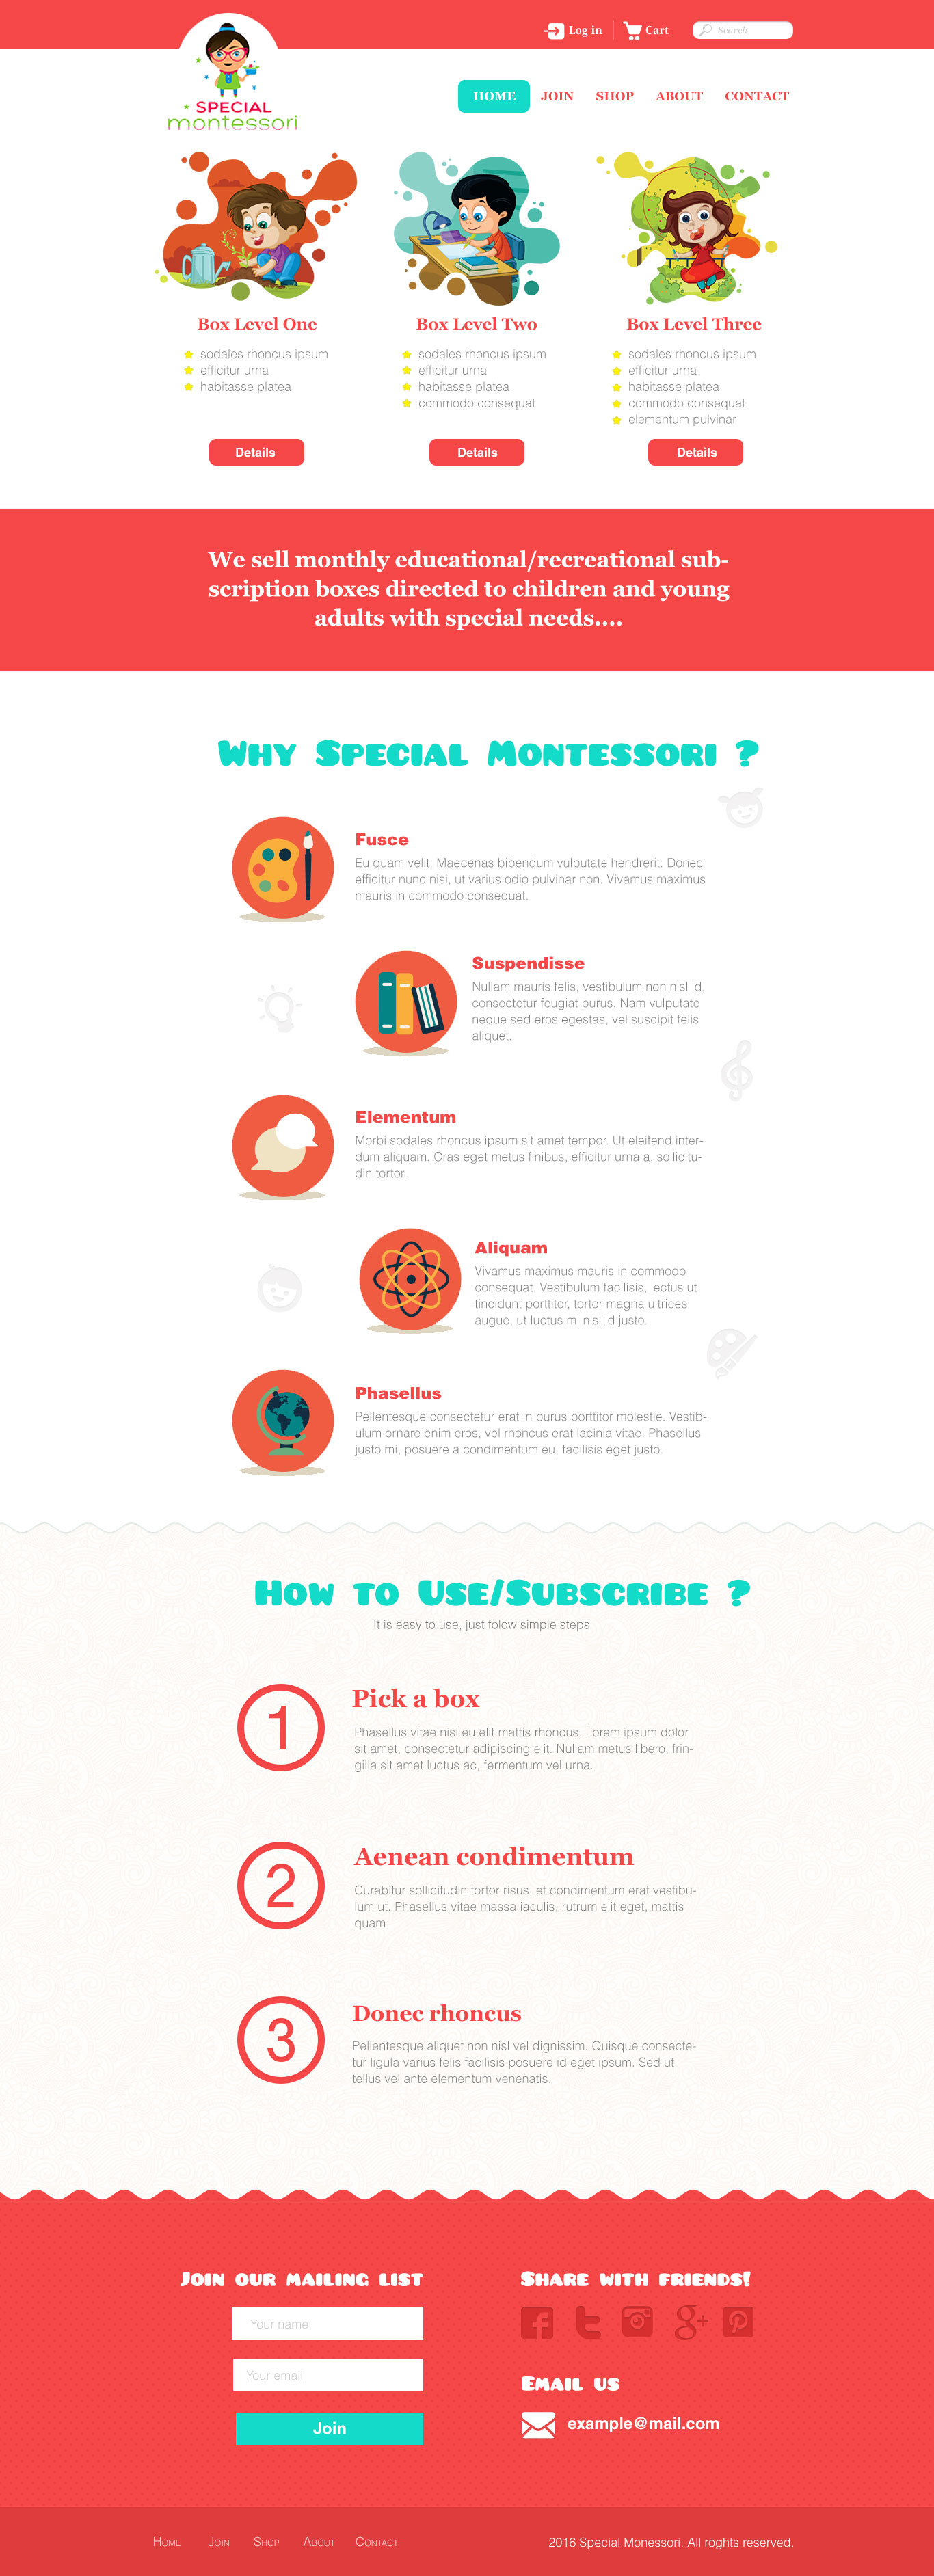 Log in
Cart
Search
SPECIAL
montessori
HOME
JOIN
SHOP
ABOUT
CONTACT
Box Level One
sodales rhoncus ipsum
efficitur urna
habitasse platea
Details
Box Level Two
sodales rhoncus ipsum
efficitur urna
habitasse platea
commodo consequat
Details
Box Level Three
sodales rhoncus ipsum
efficitur urna
habitasse platea
commodo consequat
elementum pulvinar
Details
We sell monthly educational/recreational sub-
scription boxes directed to children and young
adults with special needs....
Why Special Montessori ?
Fusce
Eu quam velit. Maecenas bibendum vulputate hendrerit. Donec
efficitur nunc nisi, ut varius odio pulvinar non. Vivamus maximus
mauris in commodo consequat.
Suspendisse
Nullam mauris felis, vestibulum non nisl id,
consectetur feugiat purus. Nam vulputate
neque sed eros egestas, vel suscipit felis
aliquet.
Elementum
Morbi sodales rhoncus ipsum sit amet tempor. Ut eleifend inter-
dum aliquam. Cras eget metus finibus, efficitur urna a, sollicitu-
din tortor.
Aliquam
Vivamus maximus mauris in commodo
consequat. Vestibulum facilisis, lectus ut
tincidunt porttitor, tortor magna ultrices
augue, ut luctus mi nisl id justo.
Phasellus
Pellentesque consectetur erat in purus porttitor molestie. Vestib-
ulum ornare enim eros, vel rhoncus erat lacinia vitae. Phasellus
justo mi, posuere a condimentum eu, facilisis eget justo.
How to Use/Subscribe ?
It is easy to use, just folow simple steps
1
Pick a box
Phasellus vitae nisl eu elit mattis rhoncus. Lorem ipsum dolor
sit amet, consectetur adipiscing elit. Nullam metus libero, frin-
gilla sit amet luctus ac, fermentum vel urna.
2
Aenean condimentum
Curabitur sollicitudin tortor risus, et condimentum erat vestibu-
lum ut. Phasellus vitae massa iaculis, rutrum elit eget, mattis
quam
3
Donec rhoncus
Pellentesque aliquet non nisl vel dignissim. Quisque consecte-
tur ligula varius felis facilisis posuere id eget ipsum. Sed ut
tellus vel ante elementum venenatis.
Join our mailing list
Your name
Your email
Join
Share with friends!
Email us
example@mail.com
Home
Join
Shop
About
Contact
2016 Special Monessori. All roghts reserved.